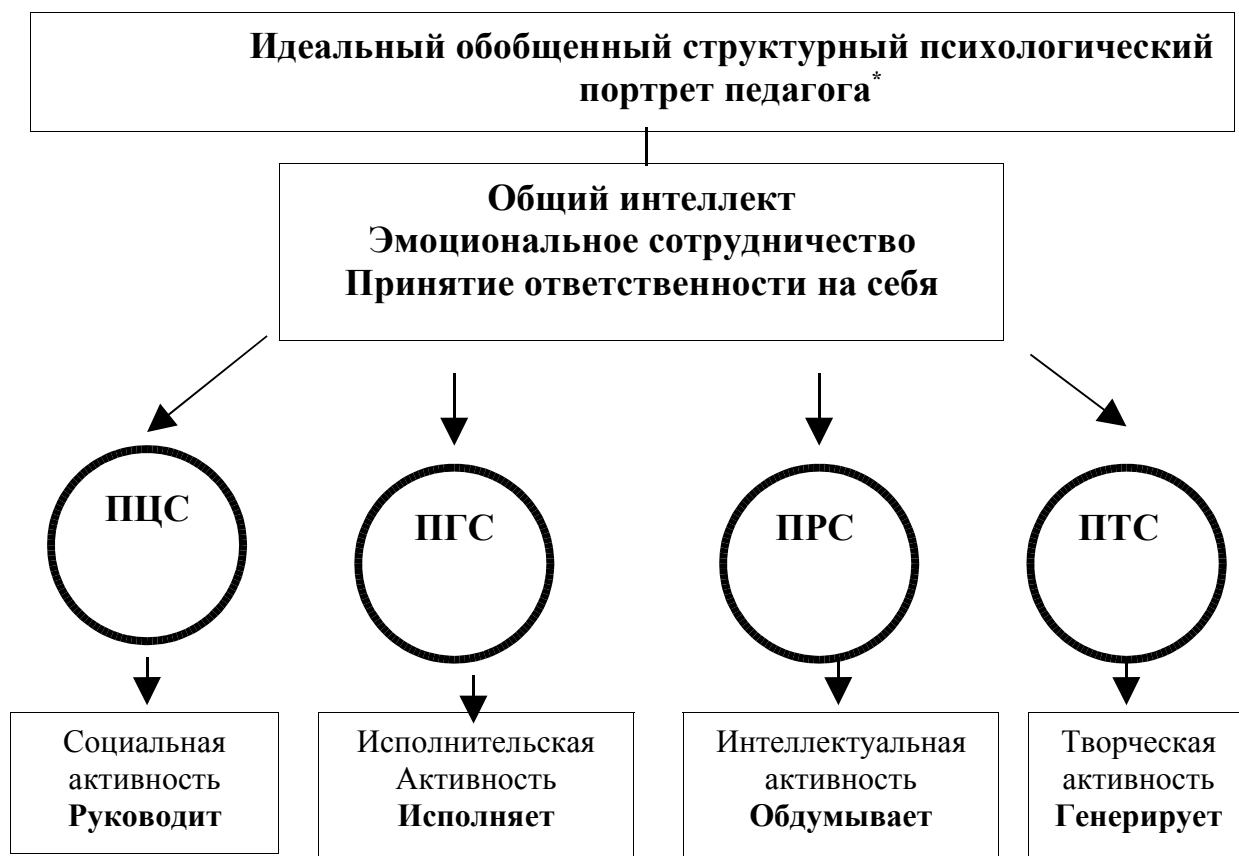 Идеальный обобщенный структурный психологический
портрет педагога*
Общий интеллект
Эмоциональное сотрудничество
Принятие ответственности на себя
ПЦС
ПГС
ПРС
ПТС
Социальная
активность
Руководит
Исполнительская
Активность
Исполняет
Интеллектуальная
активность
Обдумывает
Творческая
активность
Генерирует